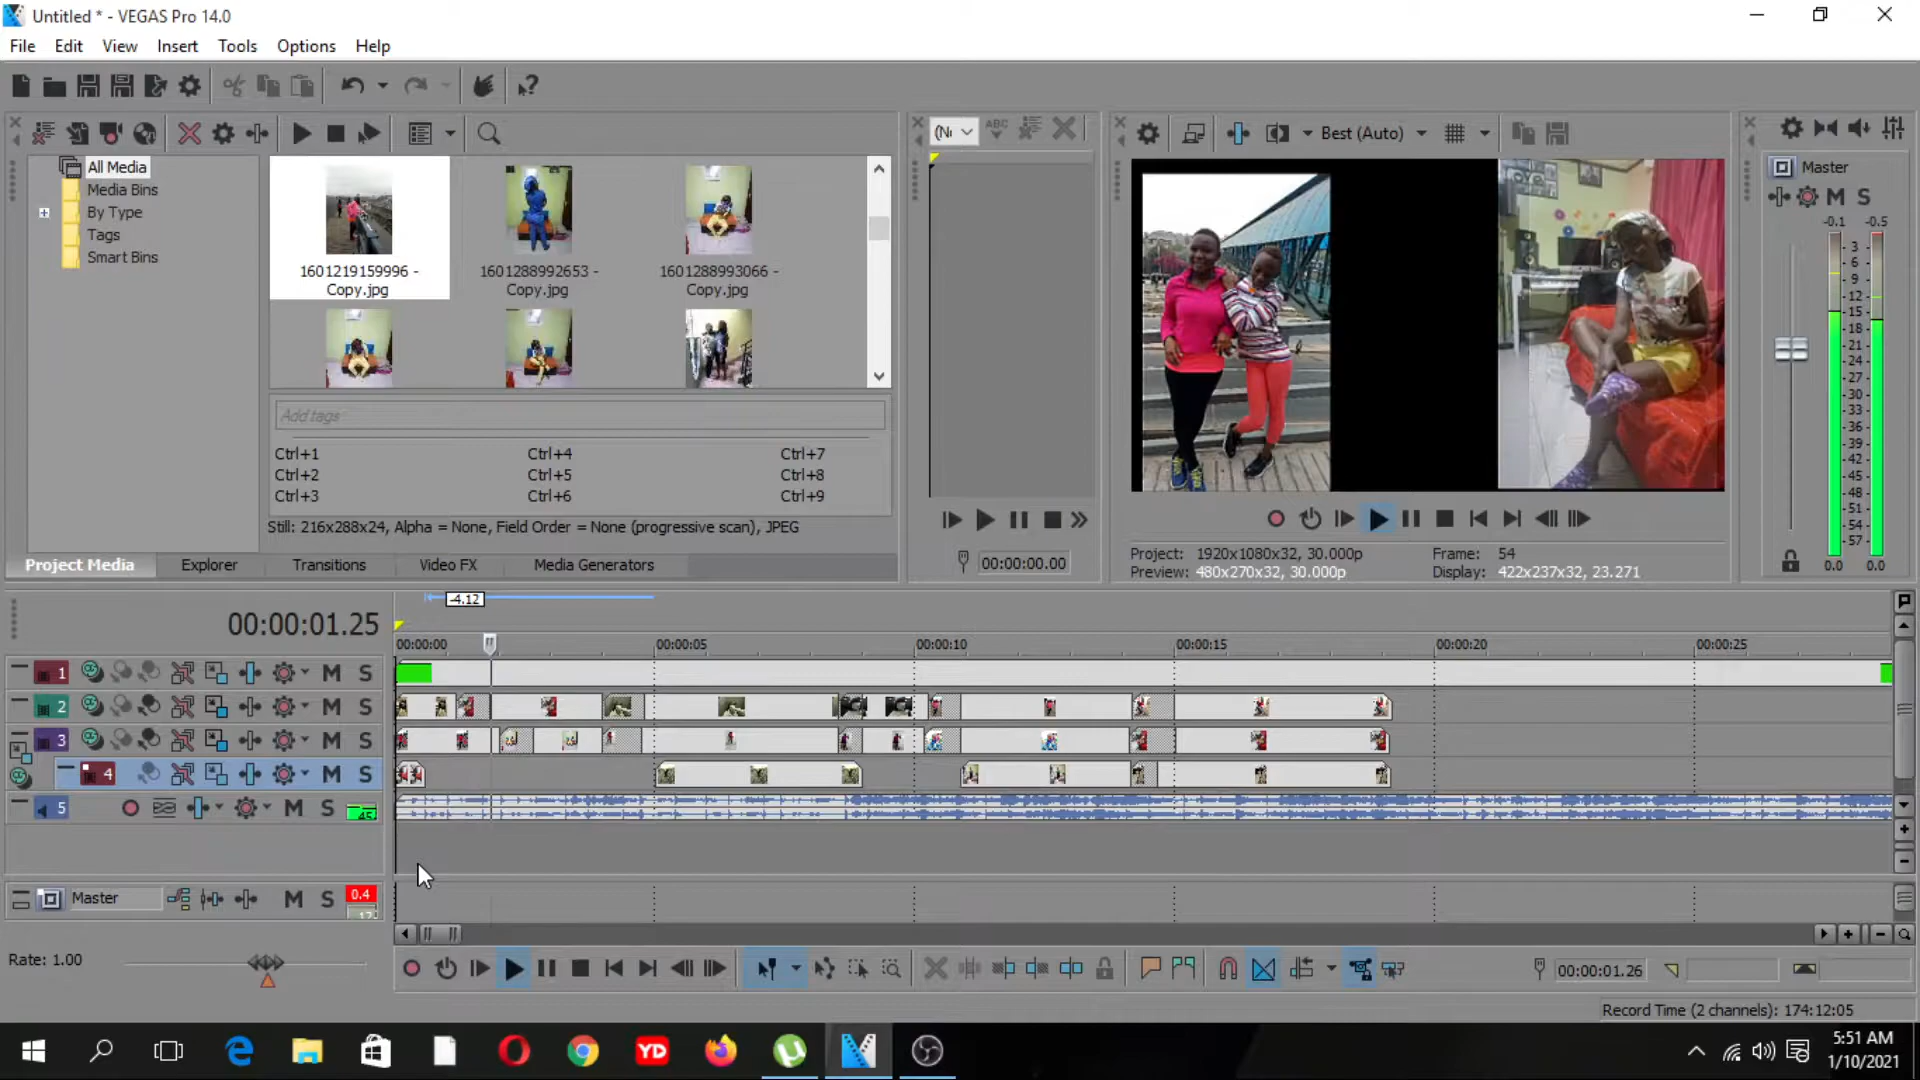 Untitled * - VEGAS Pro 14.0
File Edit View Insert Tools Options Help
All Media
Media Bins
By Type
Tags
Smart Bins
1601219159996 -
Copy.jpg
1601288992653 -
Copy.jpg
1601288993066 -
Copy.jpg
Add tags
Ctrl+1 Ctrl+4 Ctrl+7
Ctrl+2 Ctrl+5 Ctrl+8
Ctrl+3 Ctrl+6 Ctrl+9
Still: 216x288x24, Alpha = None, Field Order = None (progressive scan), JPEG
Project Media Explorer Transitions Video FX Media Generators
00:00:00.00
Best (Auto)
Project: 1920x1080x32, 30.000p Frame: 54
Preview: 480x270x32, 30.000p Display: 422x237x32, 23.271
Master
M S
-0.1 -0.5
3
6
9
12
15
18
21
24
27
30
33
36
39
42
45
48
51
54
57
0.0 0.0
-4.12
00:00:01.25
00:00:00 00:00:05 00:00:10 00:00:15 00:00:20 00:00:25
1 M S
2 M S
3 M S
4 M S
5 M S 45
Master M S 0.4
17
Rate: 1.00
00:00:01.26
Record Time (2 channels): 174:12:05
YD
5:51 AM
1/10/2021